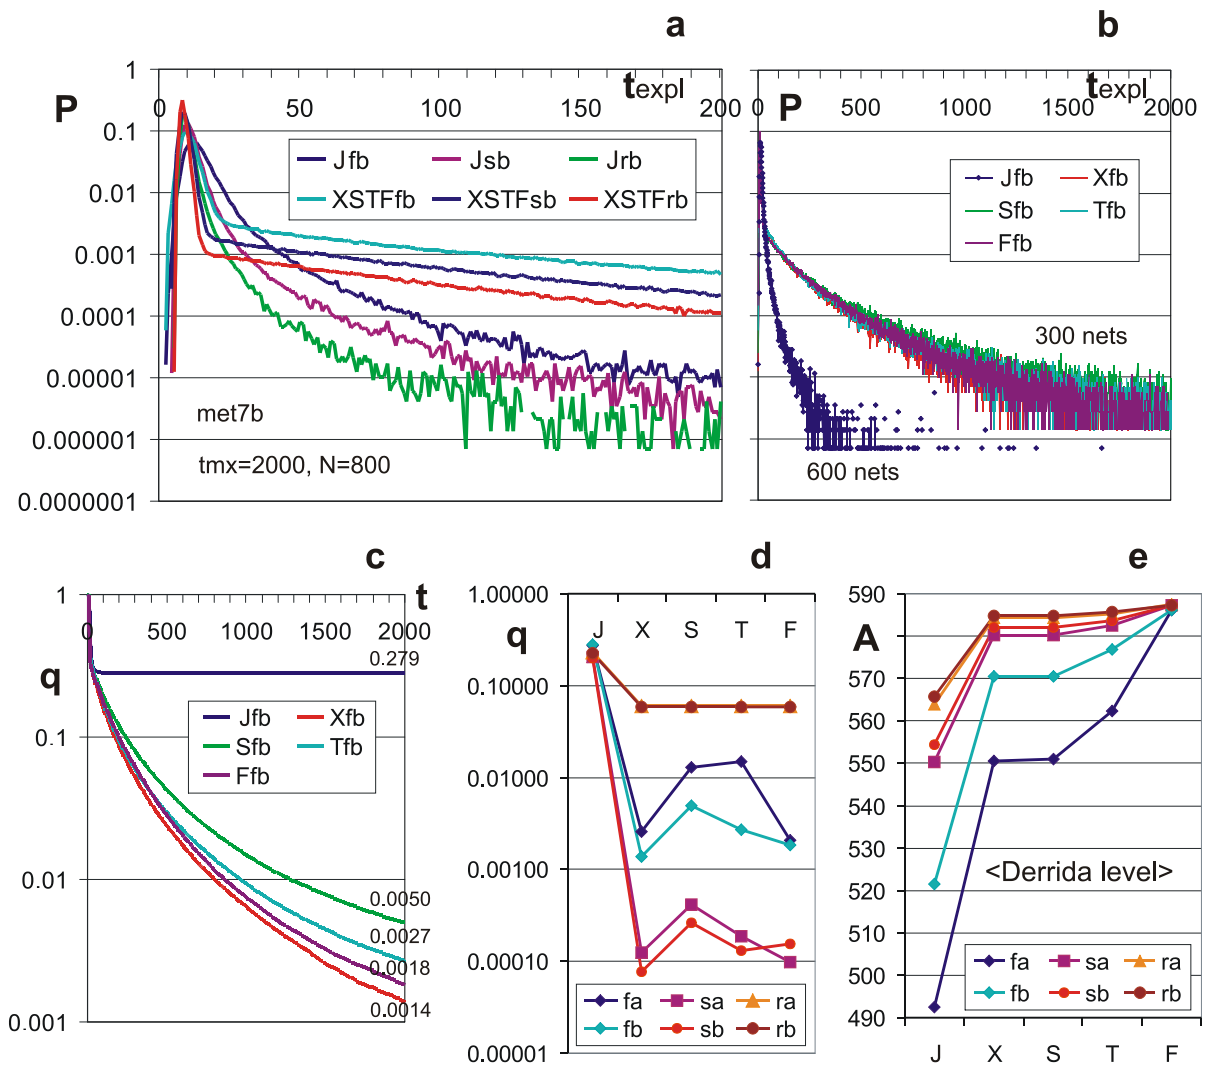 a
b
P
t expl
1
0.1
0.01
0.001
0.0001
0.00001
0.000001
0.0000001
0
50
100
150
200
Jfb
Jsb
Jrb
XSTFfb
XSTFsb
XSTFrb
met7b
tmx=2000, N=800
P
t expl
0
500
1000
1500
2000
Jfb
Xfb
Sfb
Tfb
Ffb
300 nets
600 nets
c
d
e
q
t
1
0.1
0.01
0.001
0
500
1000
1500
2000
0.279
Jfb
Xfb
Sfb
Tfb
Ffb
0.0050
0.0027
0.0018
0.0014
q
1.00000
0.10000
0.01000
0.00100
0.00010
0.00001
J
X
S
T
F
fa
sa
ra
fb
sb
rb
A
590
570
560
550
540
530
520
510
500
490
<Derrida level>
fa
sa
ra
fb
sb
rb
J
X
S
T
F